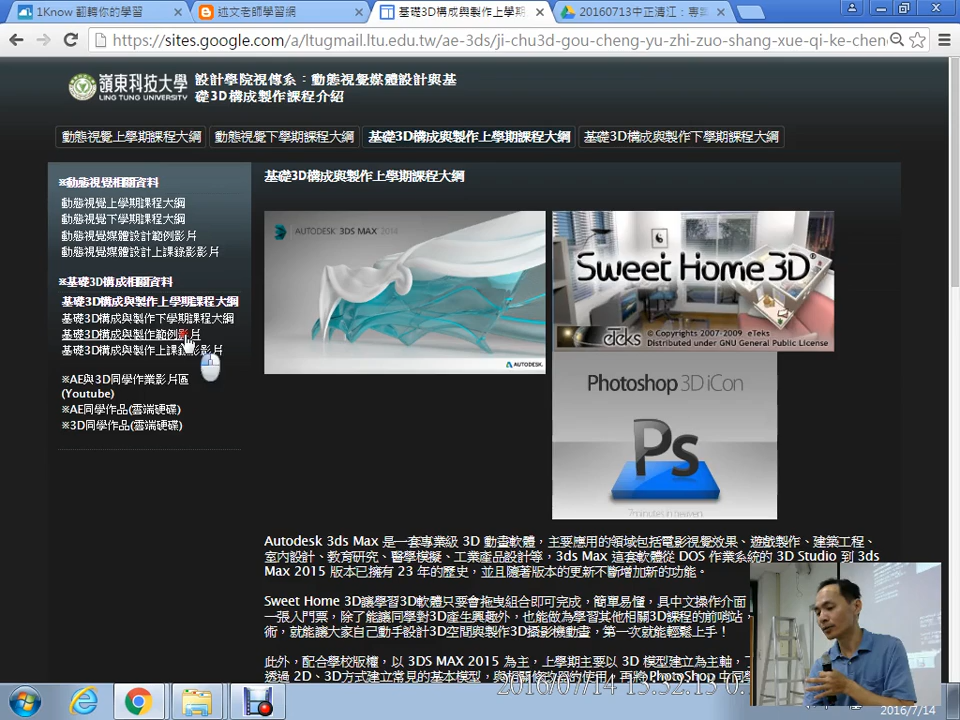 1Know 翻轉你的學習
述文老師學習網
基礎3D構成與製作上學期
20160713中正清江：專案
https://sites.google.com/a/ltugmail.ltu.edu.tw/ae-3ds/ji-chu3d-gou-cheng-yu-zhi-zuo-shang-xue-qi-ke-chen
嶺東科技大學
LING TUNG UNIVERSITY
設計學院視傳系：動態視覺媒體設計與基
礎3D構成製作課程介紹
動態視覺上學期課程大綱
動態視覺下學期課程大綱
基礎3D構成與製作上學期課程大綱
基礎3D構成與製作下學期課程大綱
※動態視覺相關資料
動態視覺上學期課程大綱
動態視覺下學期課程大綱
動態視覺媒體設計範例影片
動態視覺媒體設計上課錄影影片
※基礎3D構成相關資料
基礎3D構成與製作上學期課程大綱
基礎3D構成與製作下學期課程大綱
基礎3D構成與製作範例影片
基礎3D構成與製作上課錄影影片
※AE與3D同學作業影片區
(Youtube)
※AE同學作品(雲端硬碟)
※3D同學作品(雲端硬碟)
基礎3D構成與製作上學期課程大綱
AUTODESK 3DS MAX 2014
AUTODESK
Sweet Home 3D
eTeks
© Copyrights 2007-2009 eTeks
Distributed under GNU General Public License
Photoshop 3D iCon
Ps
7minutes in heaven.
Autodesk 3ds Max 是一套專業級 3D 動畫軟體，主要應用的領域包括電影視覺效果、遊戲製作、建築工程、
室內設計、教育研究、醫學模擬、工業產品設計等，3ds Max 這套軟體從 DOS 作業系統的 3D Studio 到 3ds
Max 2015 版本已擁有 23 年的歷史，並且隨著版本的更新不斷增加新的功能。
Sweet Home 3D讓學習3D軟體只要會拖曳組合即可完成，簡單易懂，具中文操作介面
一張入門票，除了能讓同學對3D產生興趣外，也能做為學習其他相關3D課程的前哨站，
術，就能讓大家自己動手設計3D空間與製作3D攝影機動畫，第一次就能輕鬆上手！
此外，配合學校版權，以 3DS MAX 2015 為主，上學期主要以 3D 模型建立為主軸，
透過 2D、3D方式建立常見的基本模型，與相關修改器的使用，再將 PhotoShop 中
2016/07/14 13:52:13
2016/7/14